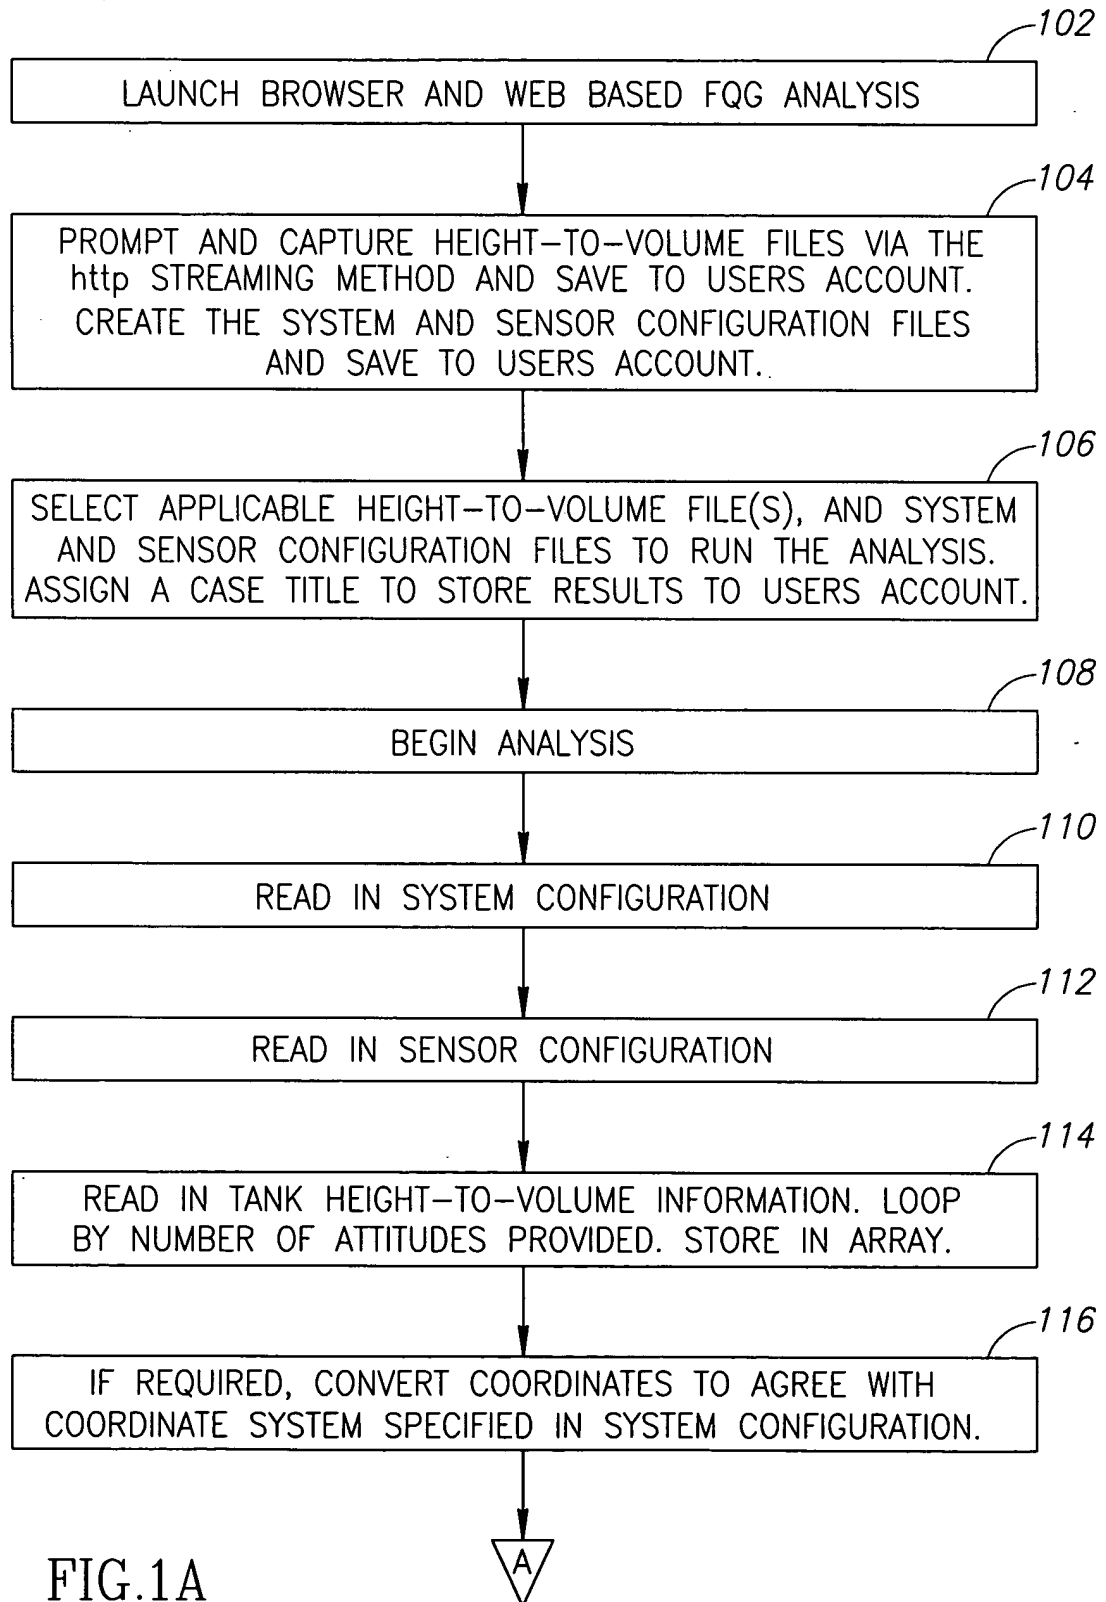 102
LAUNCH BROWSER AND WEB BASED FQG ANALYSIS
104
PROMPT AND CAPTURE HEIGHT-TO-VOLUME FILES VIA THE
http STREAMING METHOD AND SAVE TO USERS ACCOUNT.
CREATE THE SYSTEM AND SENSOR CONFIGURATION FILES
AND SAVE TO USERS ACCOUNT.
106
SELECT APPLICABLE HEIGHT-TO-VOLUME FILE(S), AND SYSTEM
AND SENSOR CONFIGURATION FILES TO RUN THE ANALYSIS.
ASSIGN A CASE TITLE TO STORE RESULTS TO USERS ACCOUNT.
108
BEGIN ANALYSIS
110
READ IN SYSTEM CONFIGURATION
112
READ IN SENSOR CONFIGURATION
114
READ IN TANK HEIGHT-TO-VOLUME INFORMATION. LOOP
BY NUMBER OF ATTITUDES PROVIDED. STORE IN ARRAY.
116
IF REQUIRED, CONVERT COORDINATES TO AGREE WITH
COORDINATE SYSTEM SPECIFIED IN SYSTEM CONFIGURATION.
A
FIG.1A